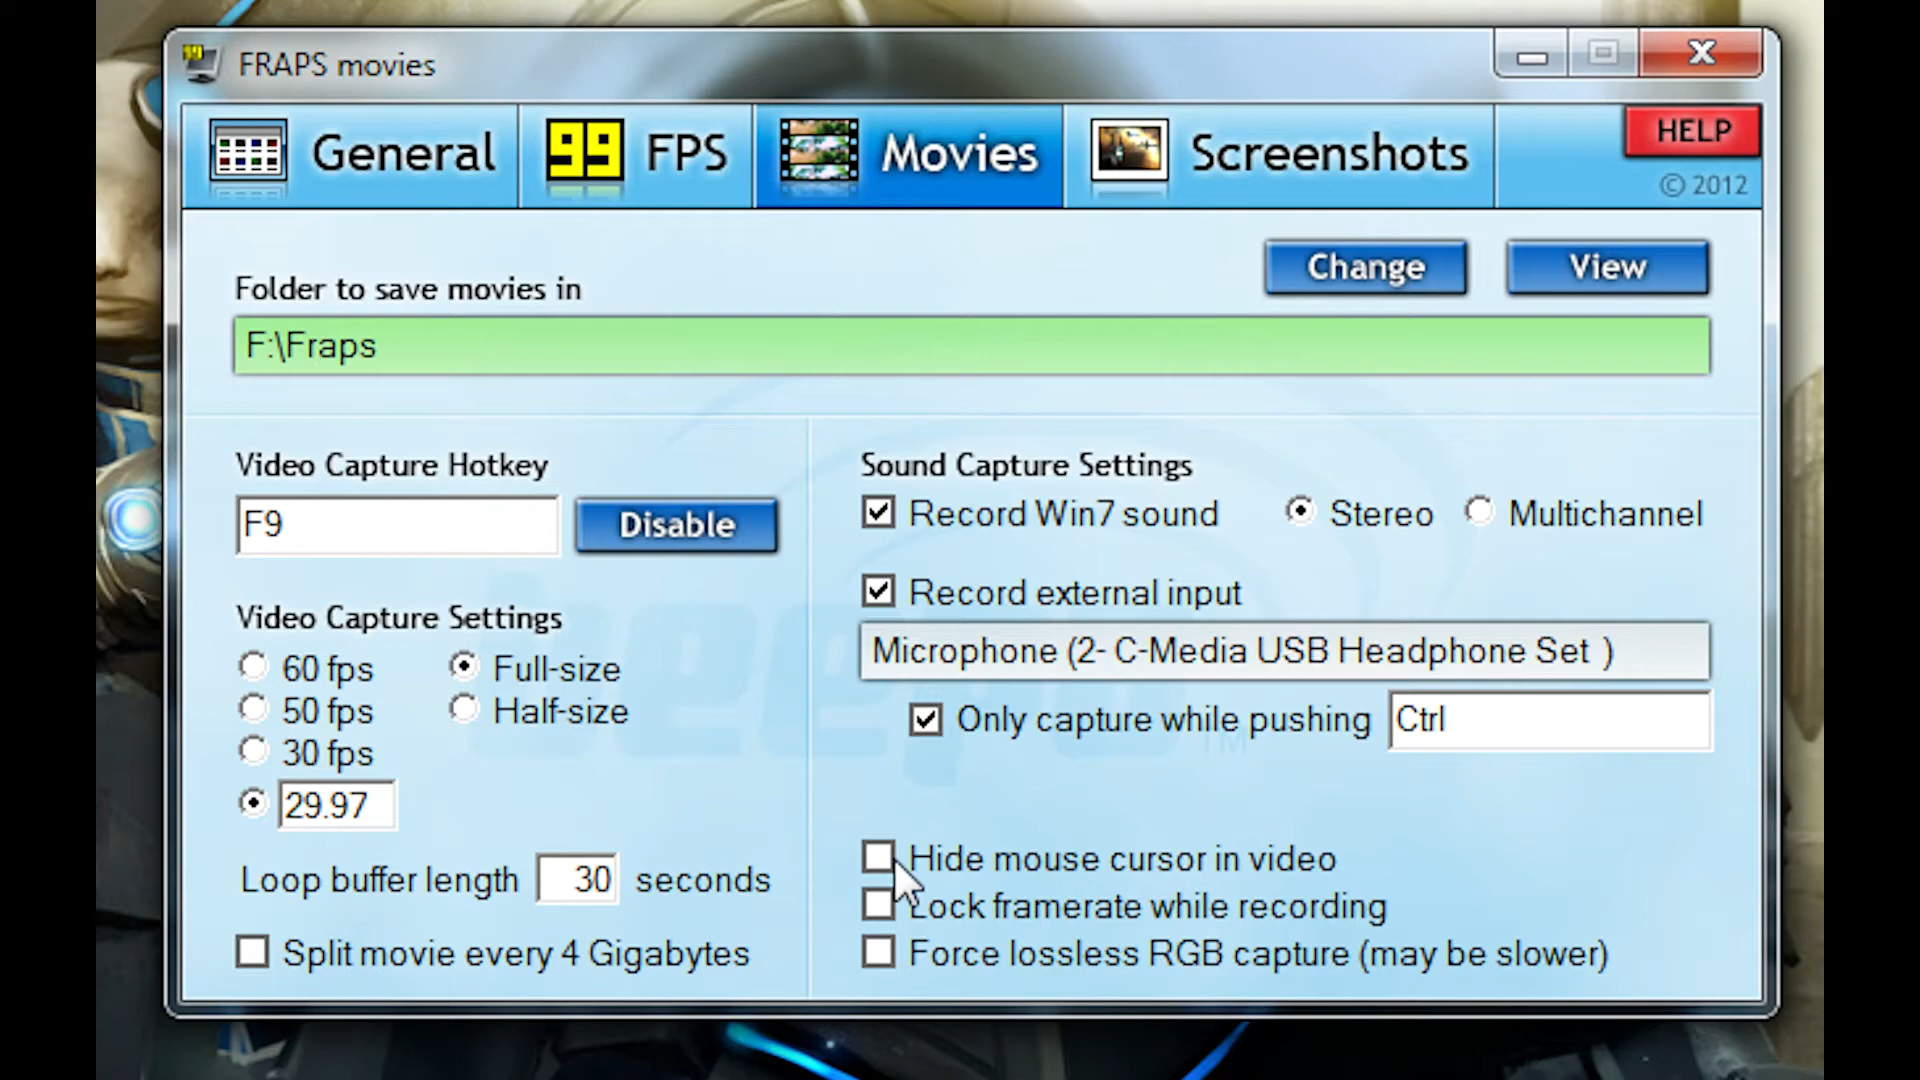 FRAPS movies
General
99 FPS
Movies
Screenshots
HELP
© 2012
Change
View
Folder to save movies in
F:\Fraps
Video Capture Hotkey
F9
Disable
Video Capture Settings
60 fps
Full-size
50 fps
Half-size
30 fps
29.97
Loop buffer length 30 seconds
Split movie every 4 Gigabytes
Sound Capture Settings
Record Win7 sound
Stereo
Multichannel
Record external input
Microphone (2- C-Media USB Headphone Set )
Only capture while pushing Ctrl
Hide mouse cursor in video
Lock framerate while recording
Force lossless RGB capture (may be slower)
beepa TM